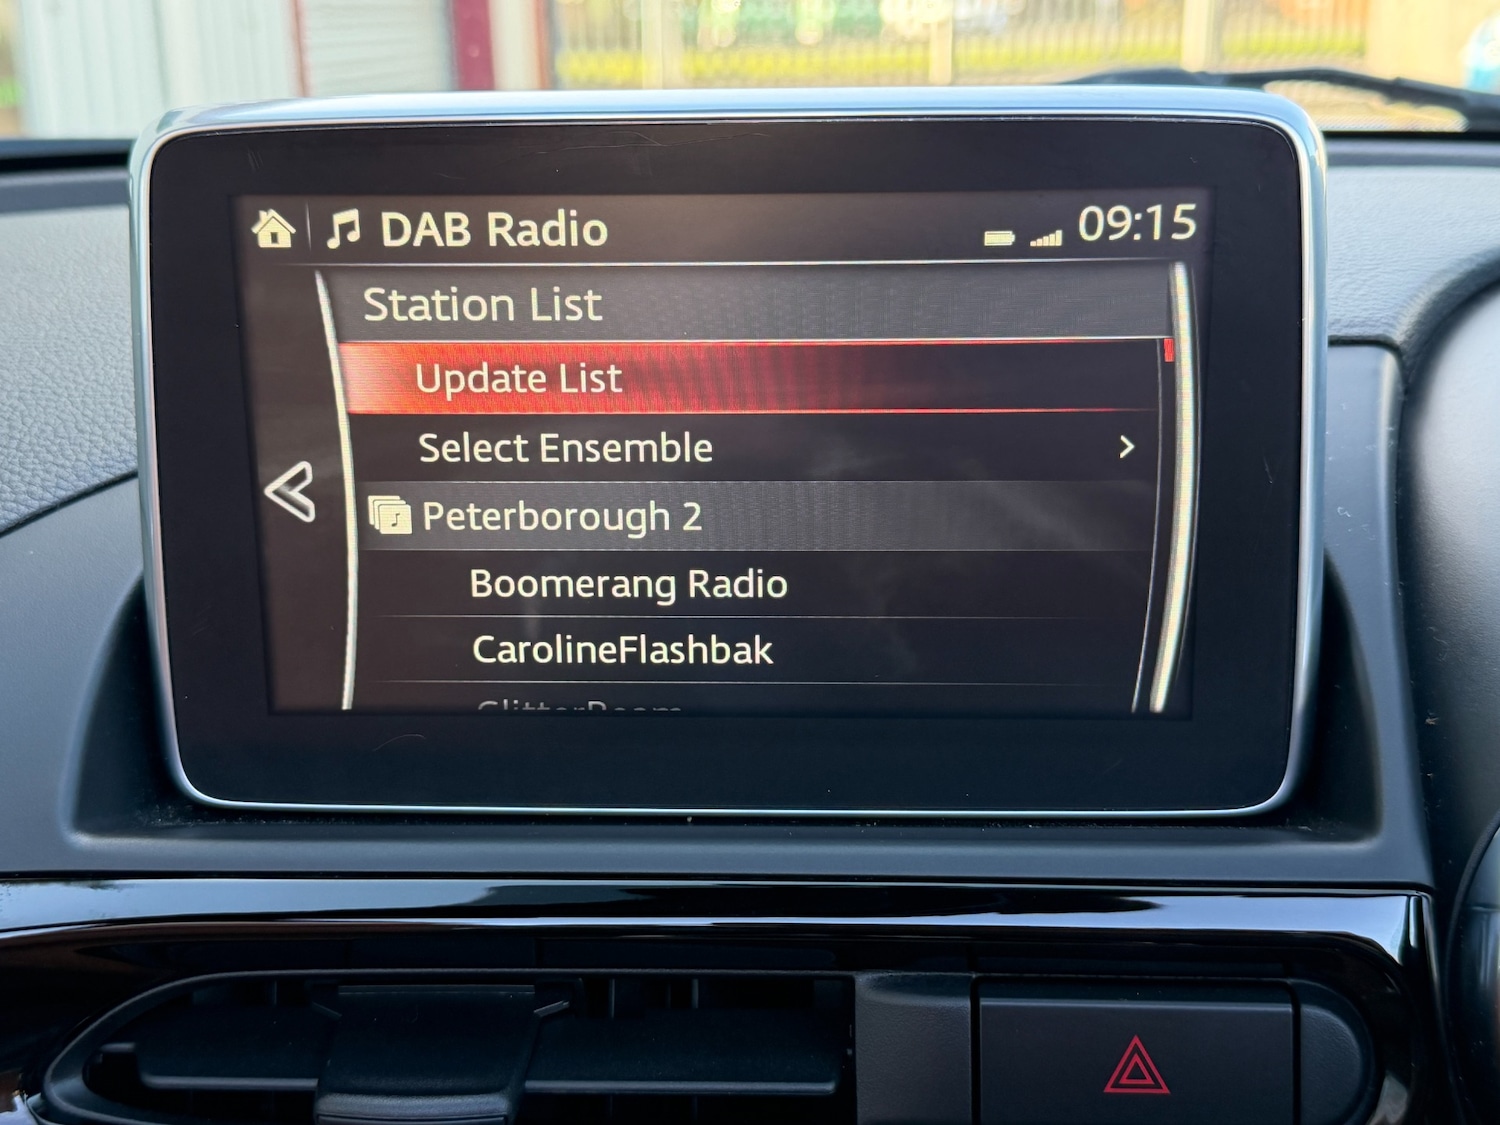 DAB Radio
09:15
Station List
Update List
Select Ensemble
Peterborough 2
Boomerang Radio
CarolineFlashbak